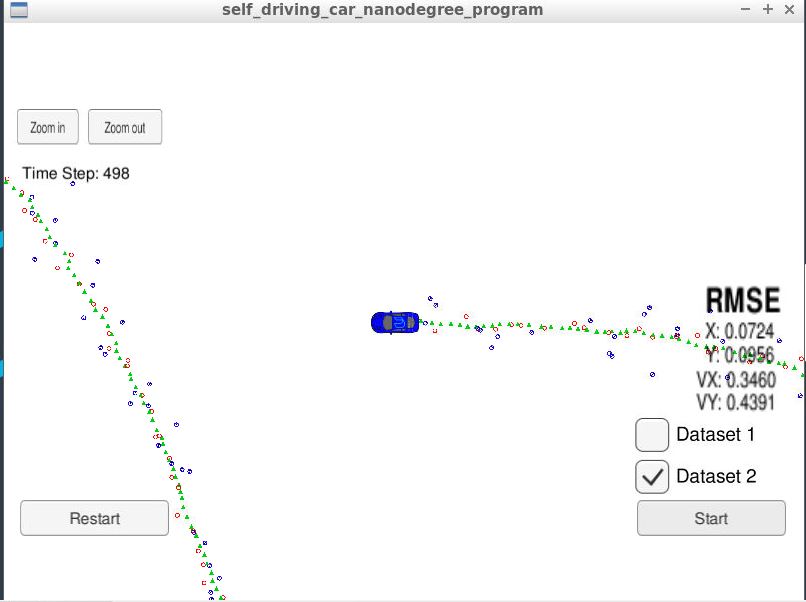 self_driving_car_nanodegree_program
Zoom in
Zoom out
Time Step: 498
RMSE
X: 0.0724
Y: 0.0956
VX: 0.3460
VY: 0.4391
Dataset 1
Dataset 2
Restart
Start